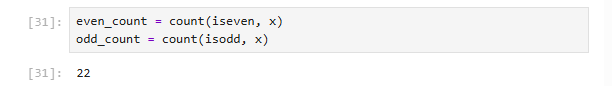 [31]: even_count = count(iseven, x)
odd_count = count(isodd, x)
[31]: 22